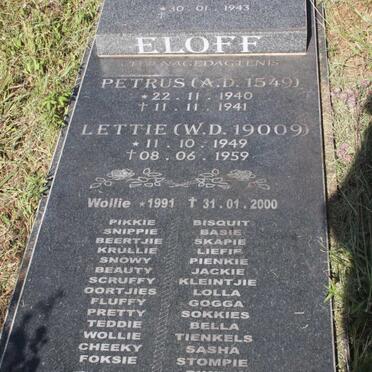 * 30 . 01 . 1943
ELOFF
TER NAGEDAGTENIS
PETRUS (A.D. 1549)
* 22 . 11 . 1940
† 11 . 11 . 1941
LETTIE (W.D. 19009)
* 11 . 10 . 1949
† 08 . 06 . 1959
Wollie * 1991 † 31 . 01 . 2000
PIKKIE BISQUIT
SNIPPIE BASIE
BEERTJIE SKAPIE
KRULLIE LIEFIE
SNOWY PIENKIE
BEAUTY JACKIE
SCRUFFY KLEINTJIE
OORTJIES LOLLA
FLUFFY GOGGA
PRETTY SOKKIES
TEDDIE BELLA
WOLLIE TIENKELS
CHEEKY SASHA
FOKSIE STOMPIE